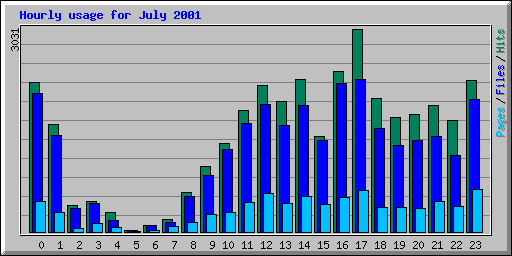 Hourly usage for July 2001
3031
Pages / Files / Hits
0 1 2 3 4 5 6 7 8 9 10 11 12 13 14 15 16 17 18 19 20 21 22 23